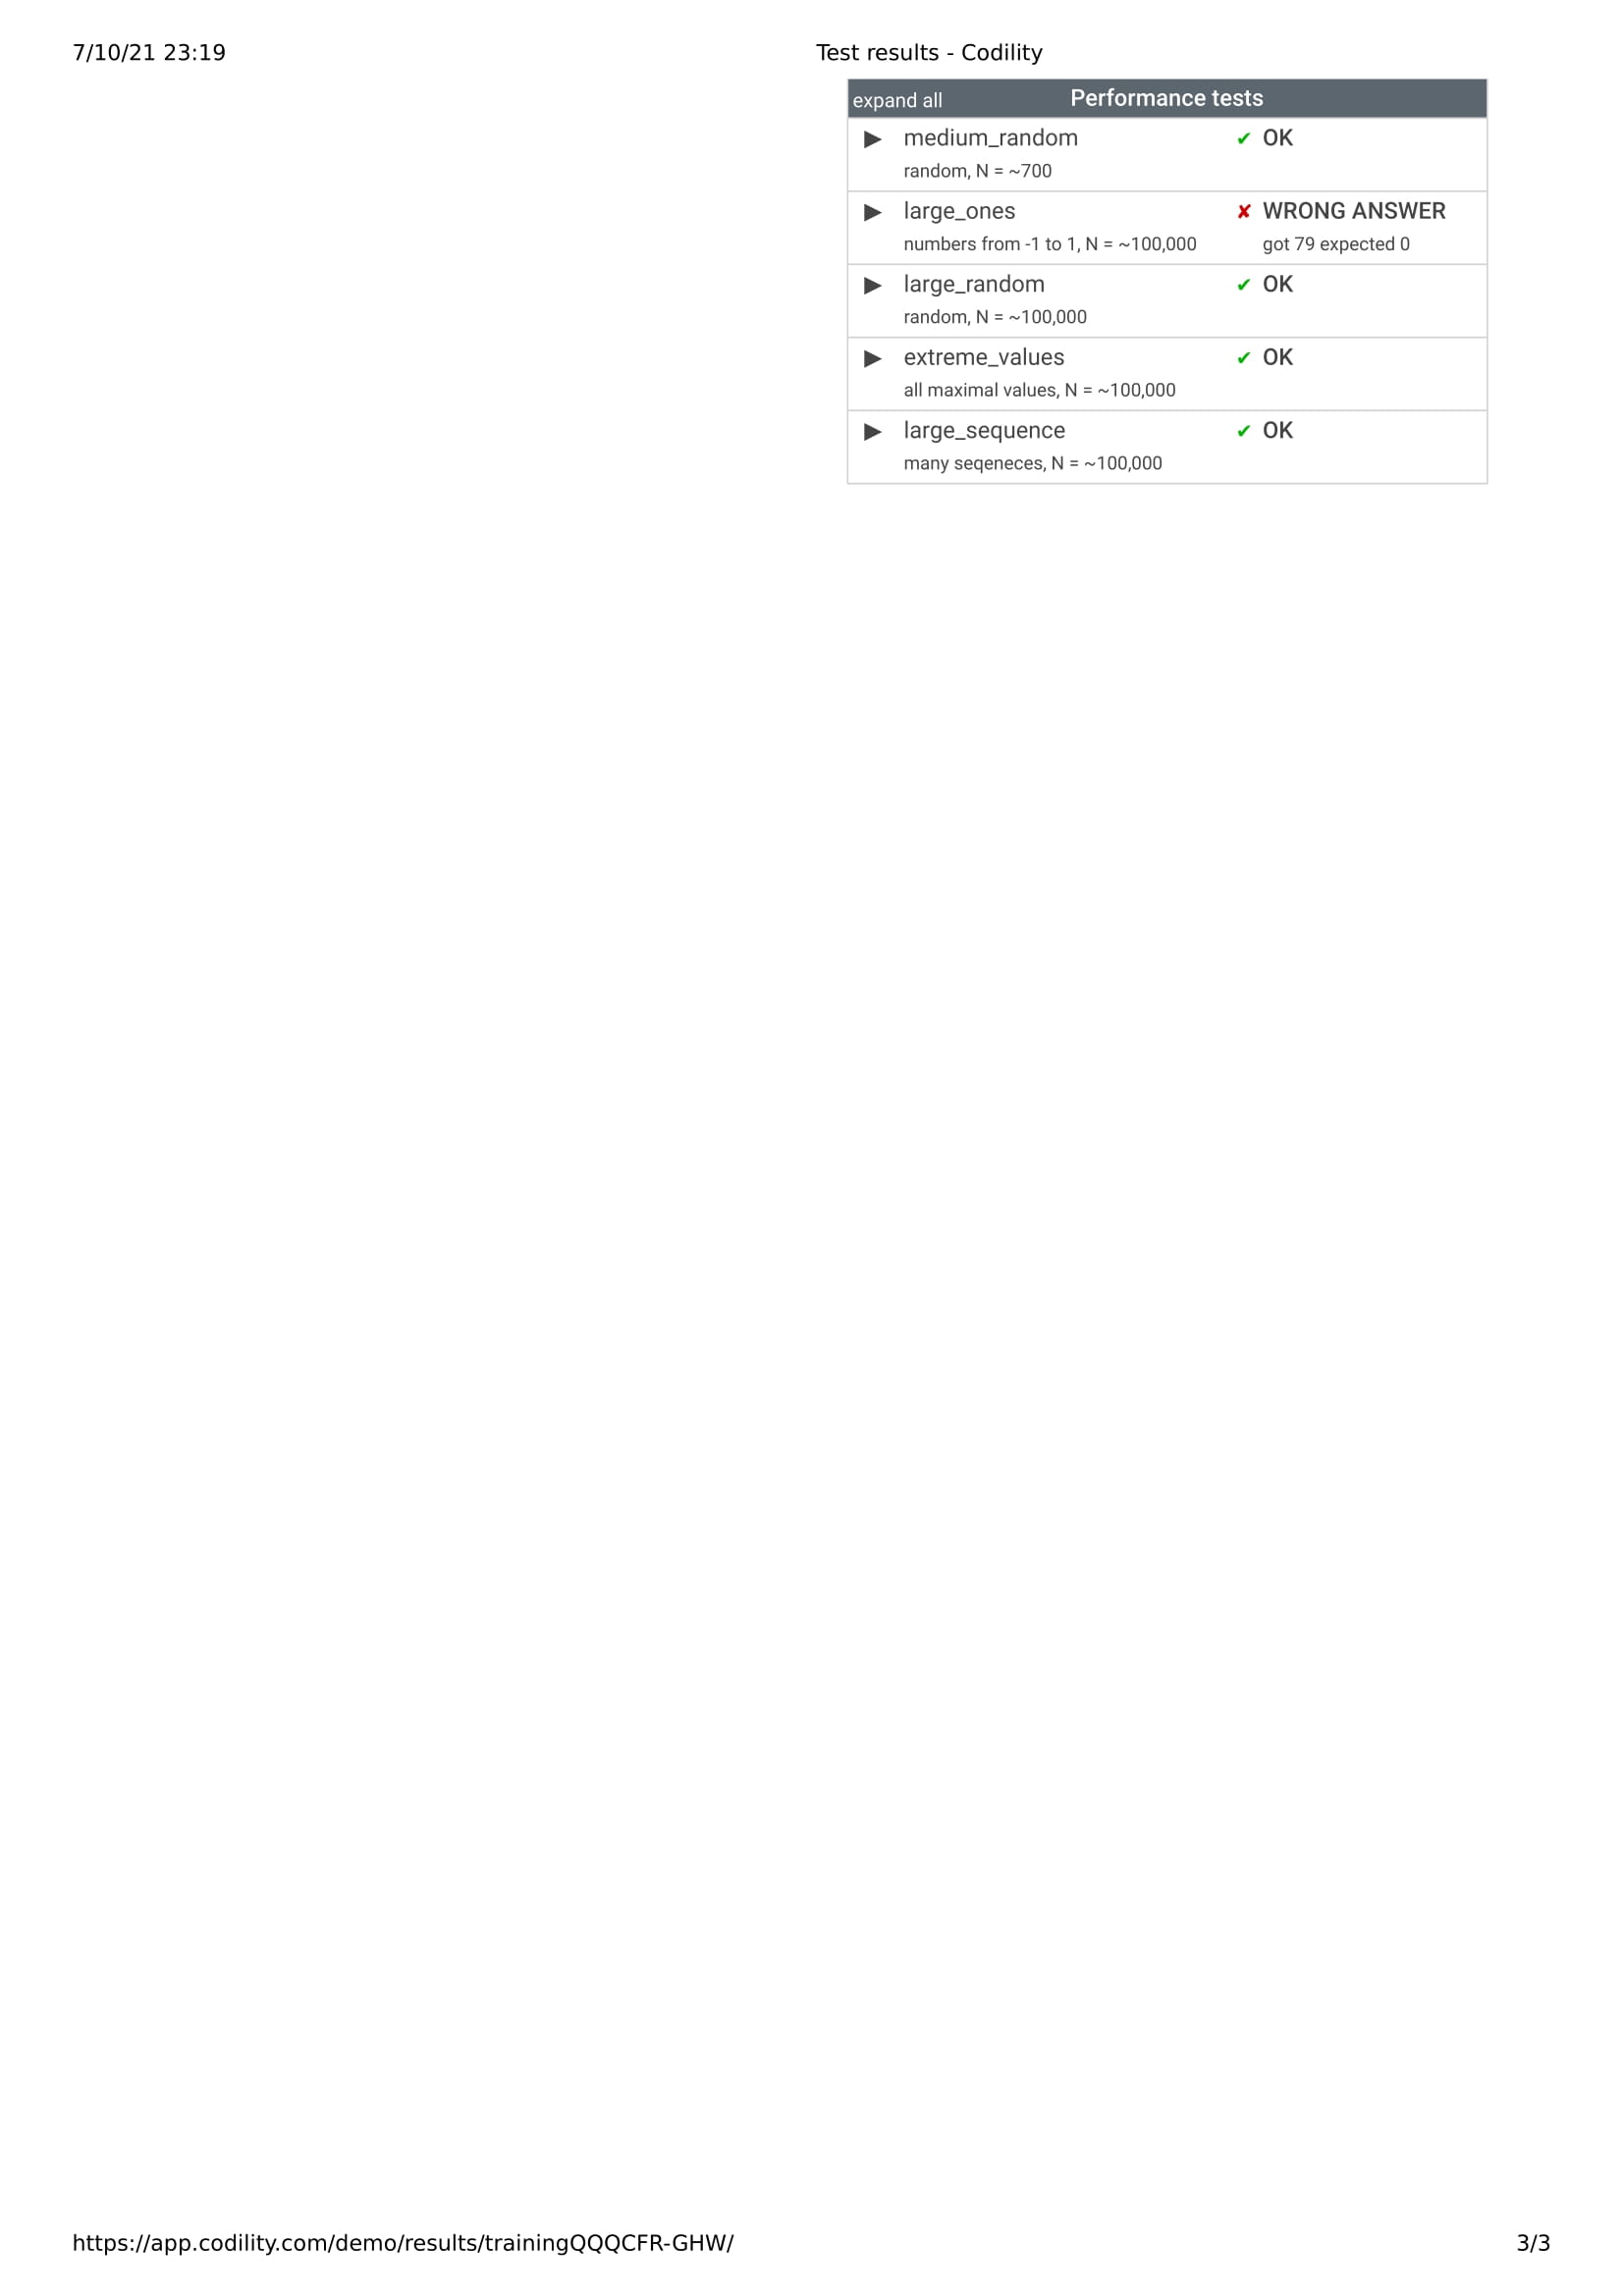 7/10/21 23:19 Test results - Codility
expand all Performance tests
▶ medium_random ✔ OK
random, N = ~700
▶ large_ones ✘ WRONG ANSWER
numbers from -1 to 1, N = ~100,000 got 79 expected 0
▶ large_random ✔ OK
random, N = ~100,000
▶ extreme_values ✔ OK
all maximal values, N = ~100,000
▶ large_sequence ✔ OK
many seqeneces, N = ~100,000
https://app.codility.com/demo/results/trainingQQQCFR-GHW/ 3/3